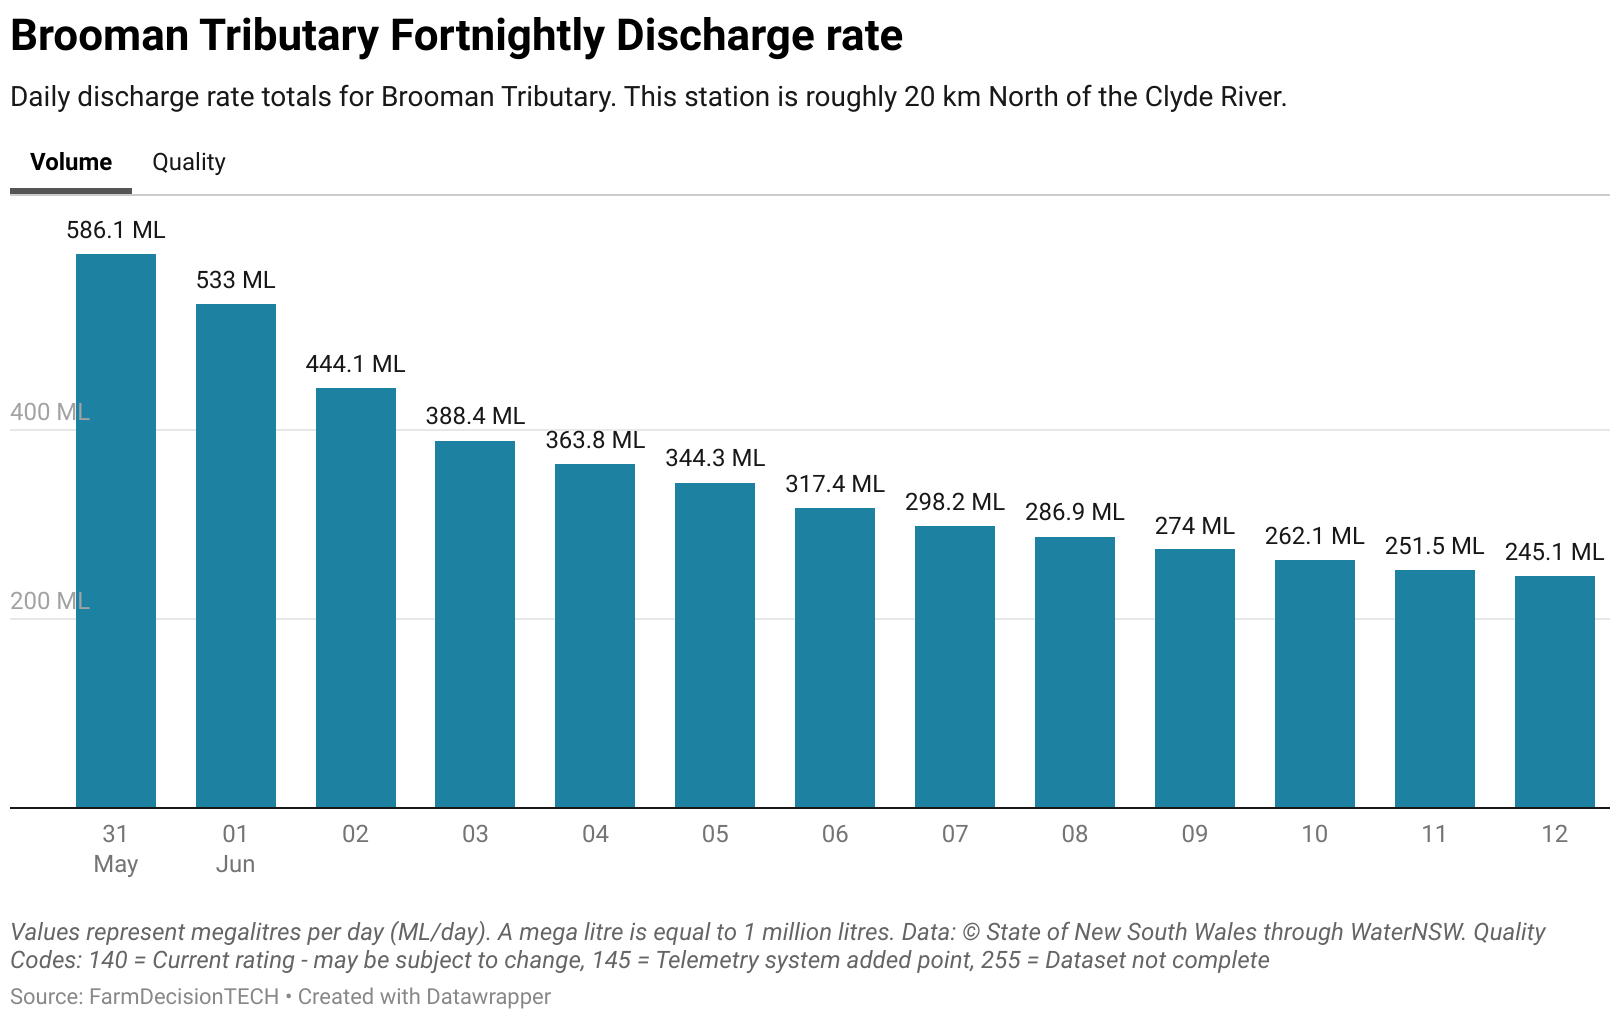 Brooman Tributary Fortnightly Discharge rate
Daily discharge rate totals for Brooman Tributary. This station is roughly 20 km North of the Clyde River.
Volume Quality
586.1 ML
533 ML
444.1 ML
388.4 ML
363.8 ML
344.3 ML
317.4 ML
298.2 ML
286.9 ML
274 ML
262.1 ML
251.5 ML
245.1 ML
400 ML
200 ML
31 01 02 03 04 05 06 07 08 09 10 11 12
May Jun
Values represent megalitres per day (ML/day). A mega litre is equal to 1 million litres. Data: © State of New South Wales through WaterNSW. Quality
Codes: 140 = Current rating - may be subject to change, 145 = Telemetry system added point, 255 = Dataset not complete
Source: FarmDecisionTECH • Created with Datawrapper